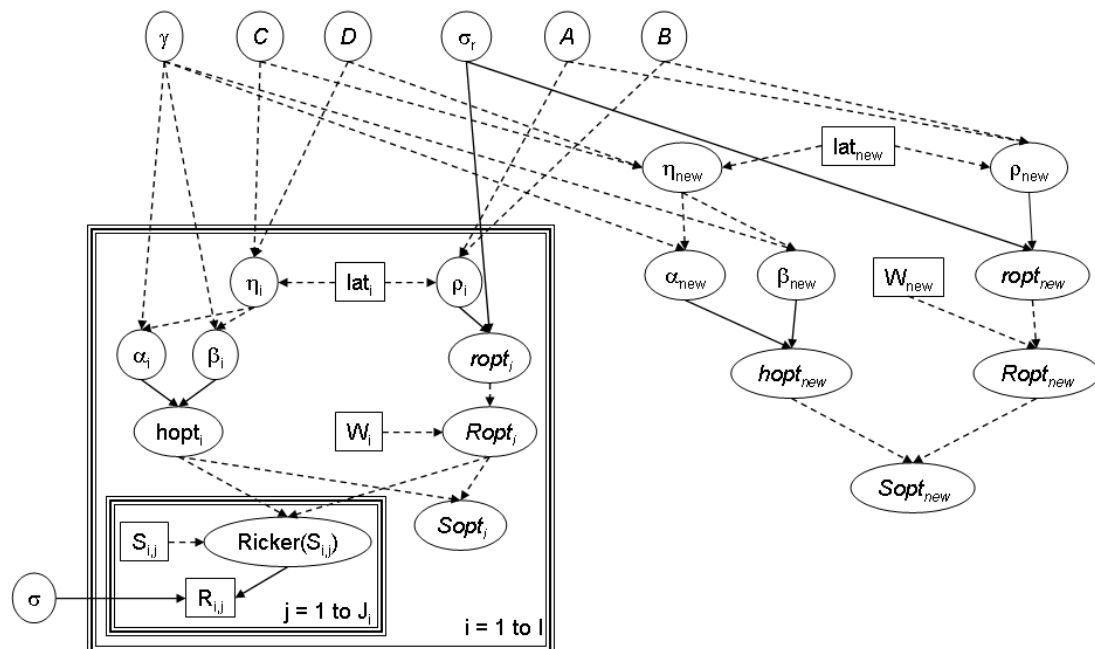 γ C D σr A B
ηnew latnew ρnew
ηi lati ρi αnew βnew Wnew roptnew
αi βi ropti hoptnew Roptnew
hopti Wi Ropti
Soptnew
Si,j Ricker(Si,j) Sopti
σ Ri,j
j = 1 to Ji
i = 1 to I